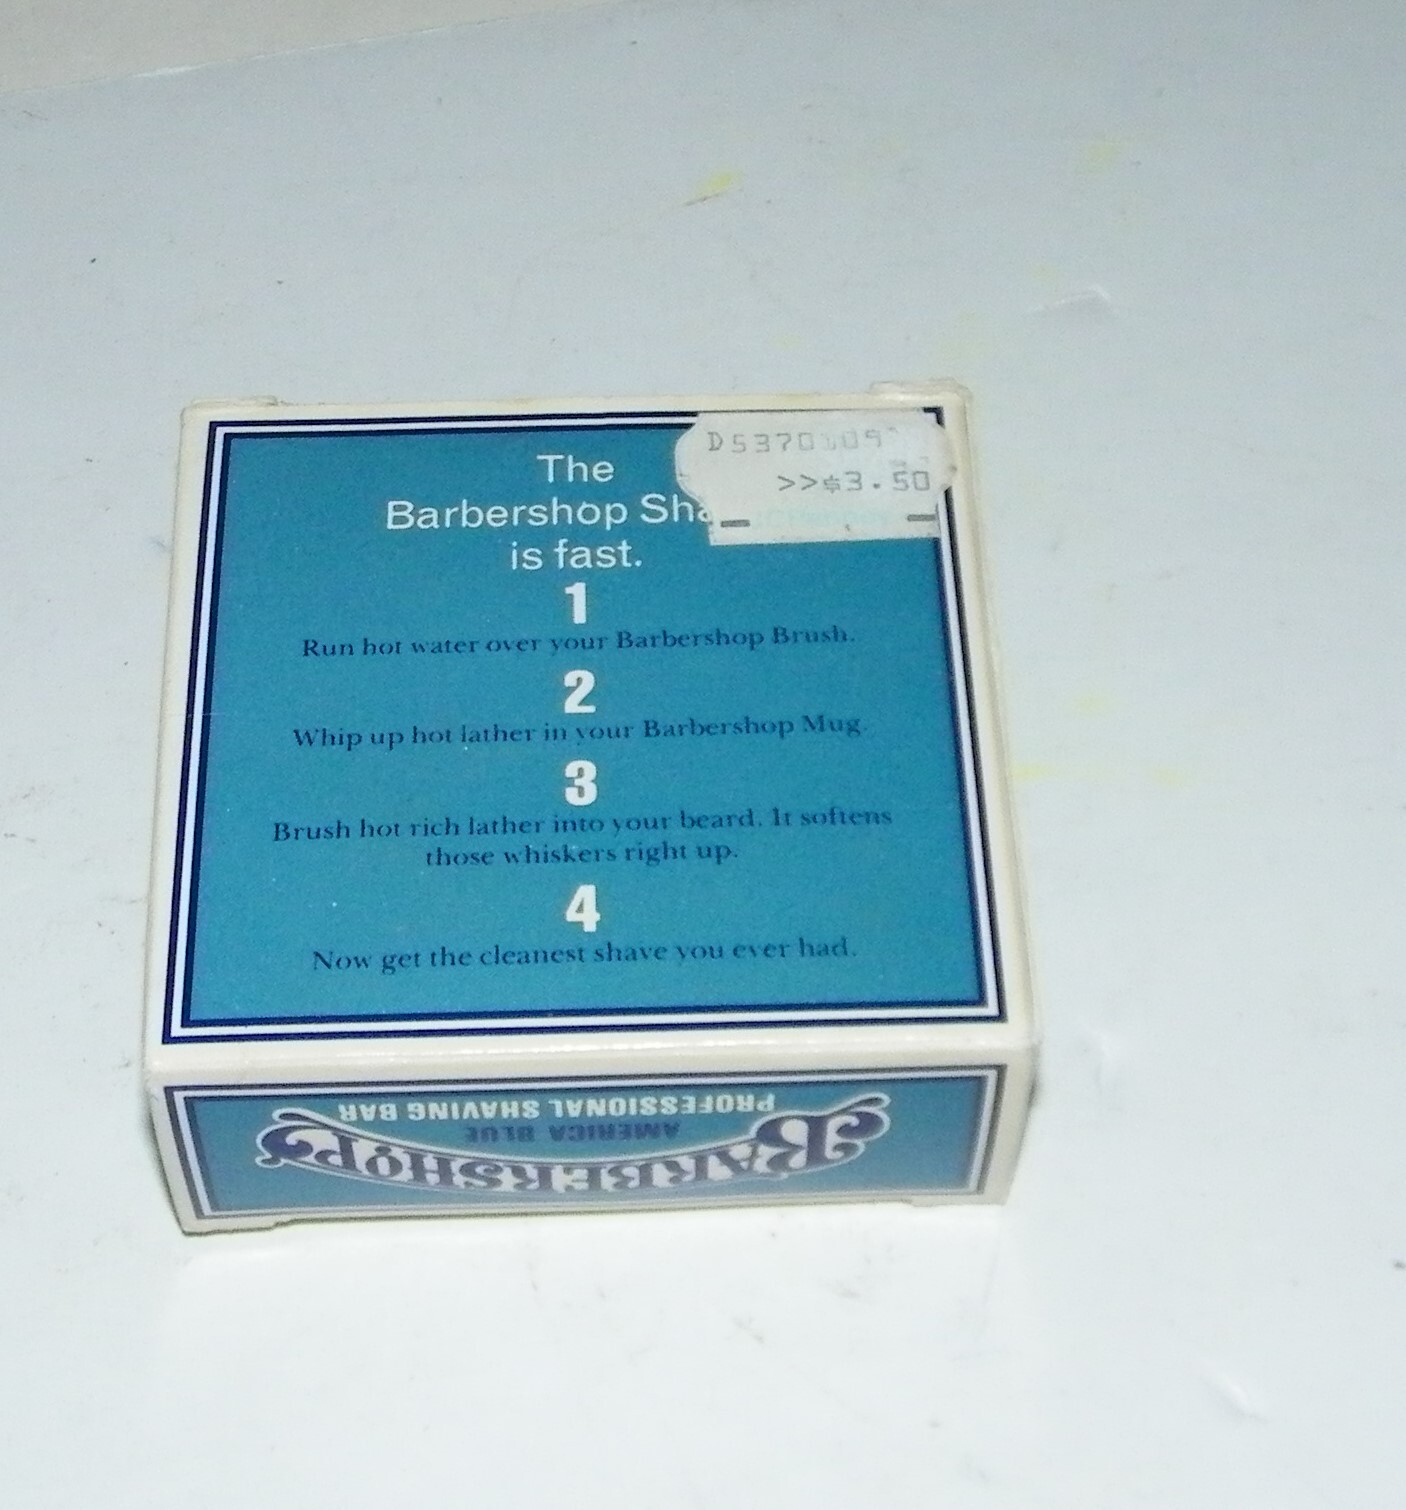 The
Barbershop
is fast.
>>$3.50
1
Run hot water over your Barbershop Brush.
2
Whip up hot lather in your Barbershop Mug.
3
Brush hot rich lather into your beard. It softens
those whiskers right up.
4
Now get the cleanest shave you ever had.
BARBERSHOP
AMERICA BLUE
PROFESSIONAL SHAVING BAR